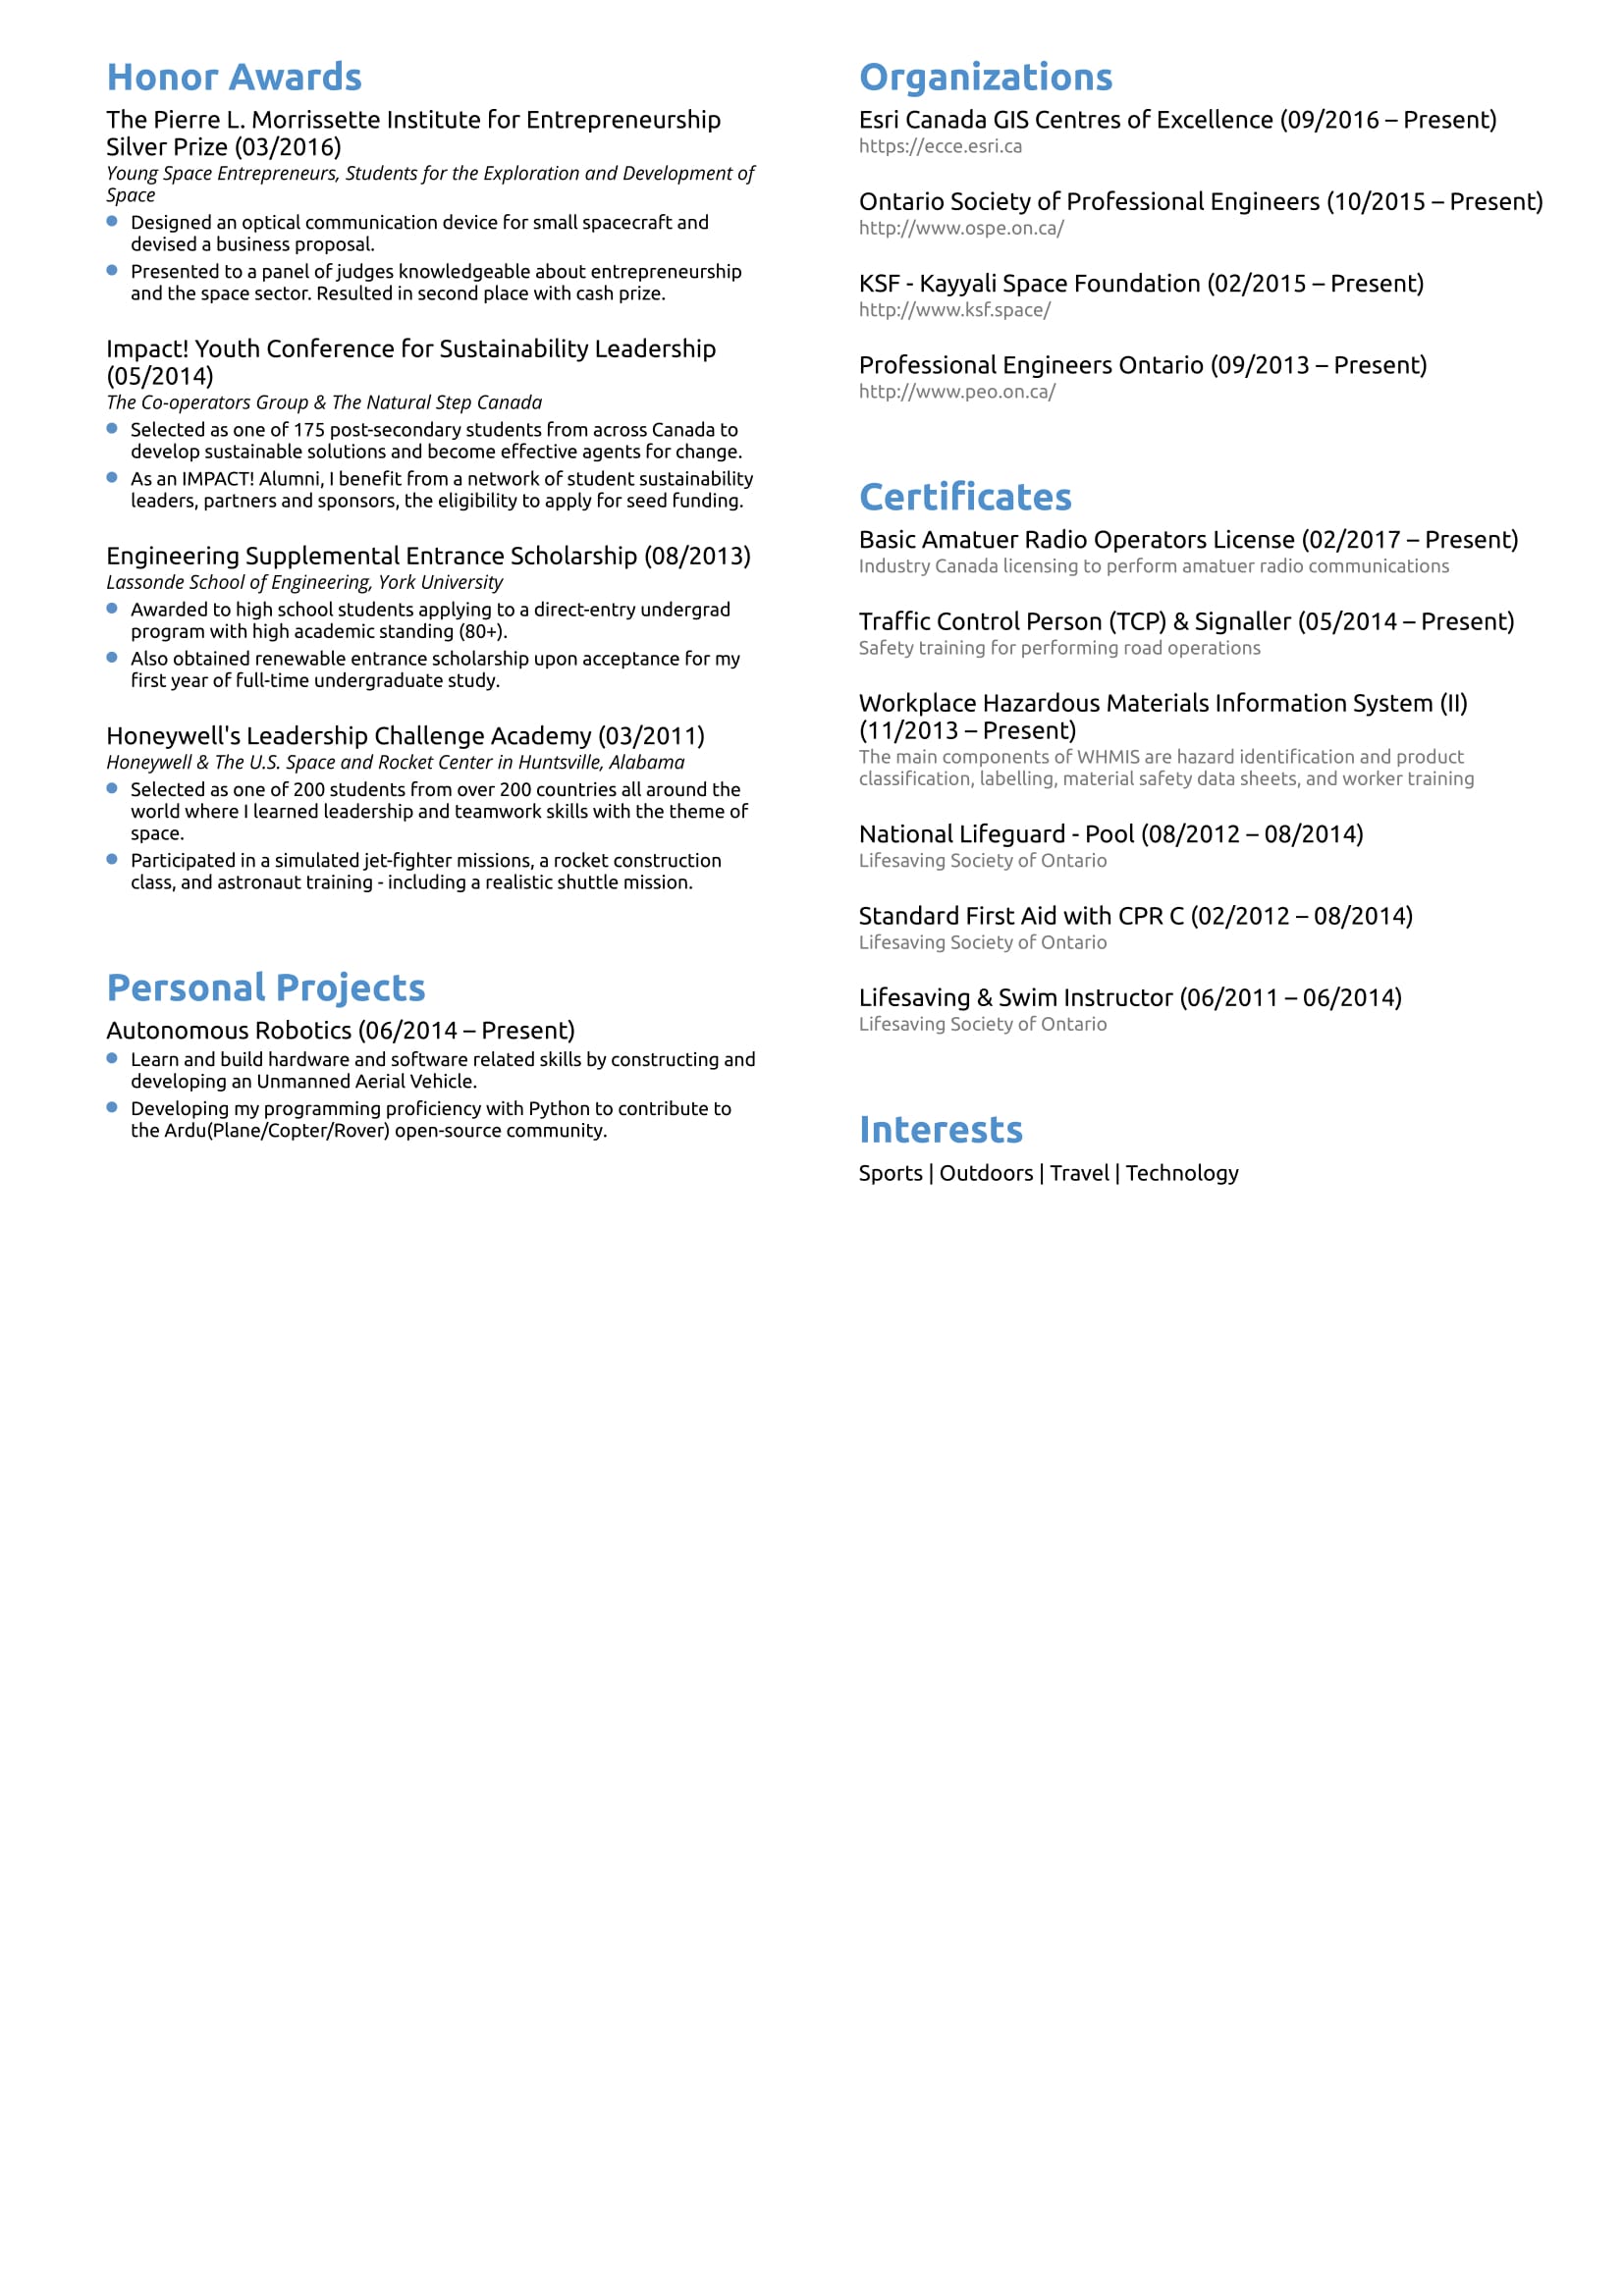 Honor Awards
The Pierre L. Morrissette Institute for Entrepreneurship
Silver Prize (03/2016)
Young Space Entrepreneurs, Students for the Exploration and Development of
Space
Designed an optical communication device for small spacecraft and
devised a business proposal.
Presented to a panel of judges knowledgeable about entrepreneurship
and the space sector. Resulted in second place with cash prize.
Impact! Youth Conference for Sustainability Leadership
(05/2014)
The Co-operators Group & The Natural Step Canada
Selected as one of 175 post-secondary students from across Canada to
develop sustainable solutions and become effective agents for change.
As an IMPACT! Alumni, I benefit from a network of student sustainability
leaders, partners and sponsors, the eligibility to apply for seed funding.
Engineering Supplemental Entrance Scholarship (08/2013)
Lassonde School of Engineering, York University
Awarded to high school students applying to a direct-entry undergrad
program with high academic standing (80+).
Also obtained renewable entrance scholarship upon acceptance for my
first year of full-time undergraduate study.
Honeywell's Leadership Challenge Academy (03/2011)
Honeywell & The U.S. Space and Rocket Center in Huntsville, Alabama
Selected as one of 200 students from over 200 countries all around the
world where I learned leadership and teamwork skills with the theme of
space.
Participated in a simulated jet-fighter missions, a rocket construction
class, and astronaut training - including a realistic shuttle mission.
Personal Projects
Autonomous Robotics (06/2014 – Present)
Learn and build hardware and software related skills by constructing and
developing an Unmanned Aerial Vehicle.
Developing my programming proficiency with Python to contribute to
the Ardu(Plane/Copter/Rover) open-source community.
Organizations
Esri Canada GIS Centres of Excellence (09/2016 – Present)
https://ecce.esri.ca
Ontario Society of Professional Engineers (10/2015 – Present)
http://www.ospe.on.ca/
KSF - Kayyali Space Foundation (02/2015 – Present)
http://www.ksf.space/
Professional Engineers Ontario (09/2013 – Present)
http://www.peo.on.ca/
Certificates
Basic Amatuer Radio Operators License (02/2017 – Present)
Industry Canada licensing to perform amatuer radio communications
Traffic Control Person (TCP) & Signaller (05/2014 – Present)
Safety training for performing road operations
Workplace Hazardous Materials Information System (II)
(11/2013 – Present)
The main components of WHMIS are hazard identification and product
classification, labelling, material safety data sheets, and worker training
National Lifeguard - Pool (08/2012 – 08/2014)
Lifesaving Society of Ontario
Standard First Aid with CPR C (02/2012 – 08/2014)
Lifesaving Society of Ontario
Lifesaving & Swim Instructor (06/2011 – 06/2014)
Lifesaving Society of Ontario
Interests
Sports | Outdoors | Travel | Technology